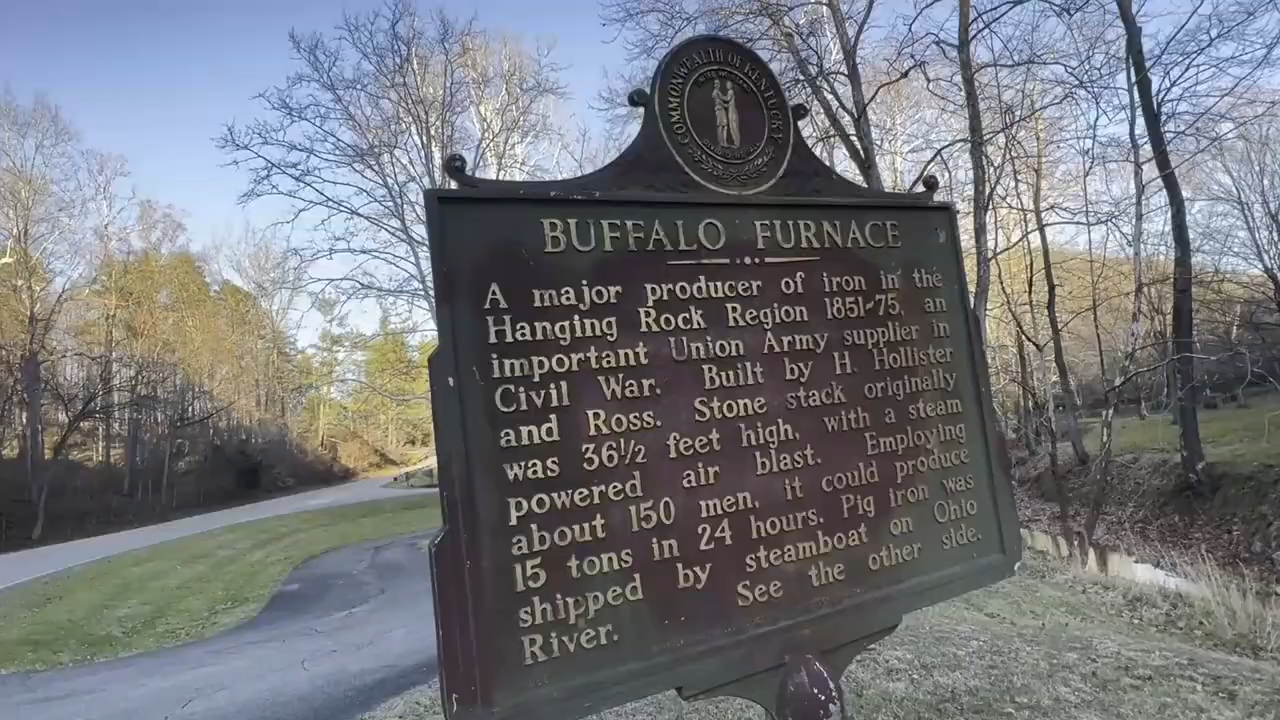 COMMONWEALTH OF KENTUCKY
BUFFALO FURNACE
A major producer of iron in the
Hanging Rock Region 1851-75, an
important Union Army supplier in
Civil War. Built by H. Hollister
and Ross. Stone stack originally
was 36½ feet high, with a steam
powered air blast. Employing
about 150 men, it could produce
15 tons in 24 hours. Pig iron was
shipped by steamboat on Ohio
River. See the other side.